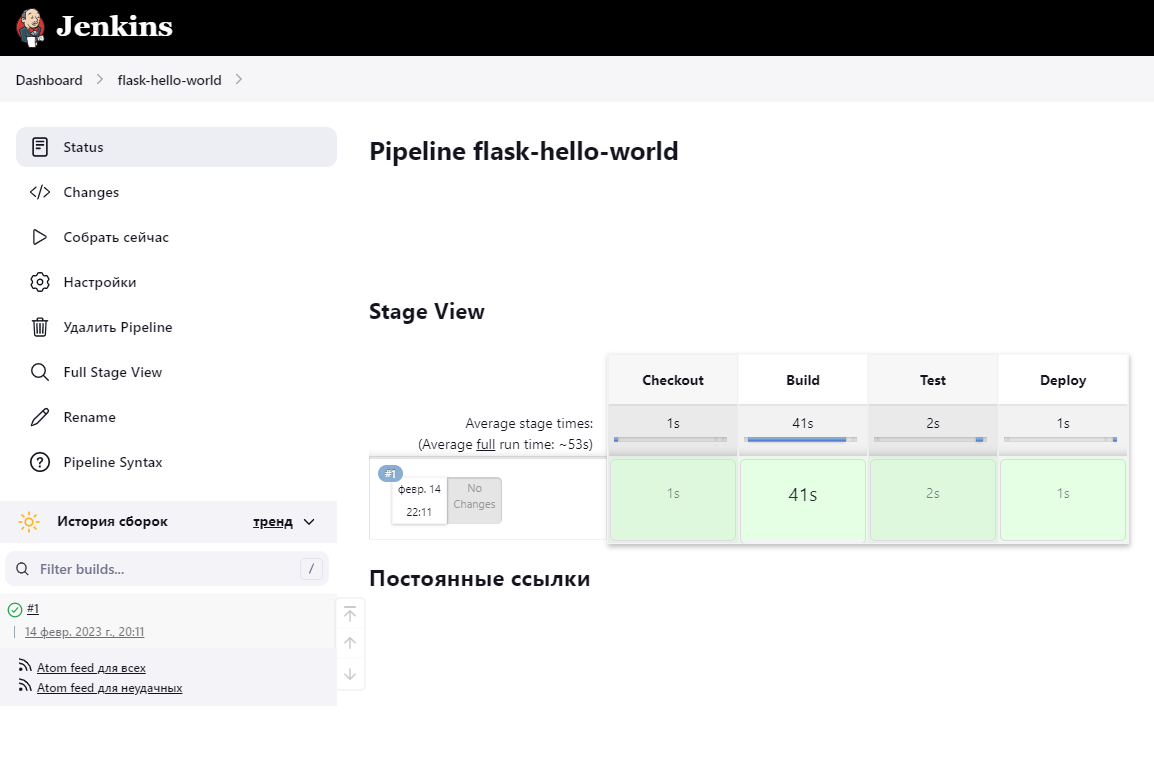 Jenkins
Dashboard
flask-hello-world
Status
Changes
Собрать сейчас
Настройки
Удалить Pipeline
Full Stage View
Rename
Pipeline Syntax
История сборок
тренд
Filter builds...
/
#1
14 февр. 2023 г., 20:11
Atom feed для всех
Atom feed для неудачных
Pipeline flask-hello-world
Stage View
Checkout
Build
Test
Deploy
Average stage times:
(Average full run time: ~53s)
1s
41s
2s
1s
#1
февр. 14
22:11
No
Changes
1s
41s
2s
1s
Постоянные ссылки